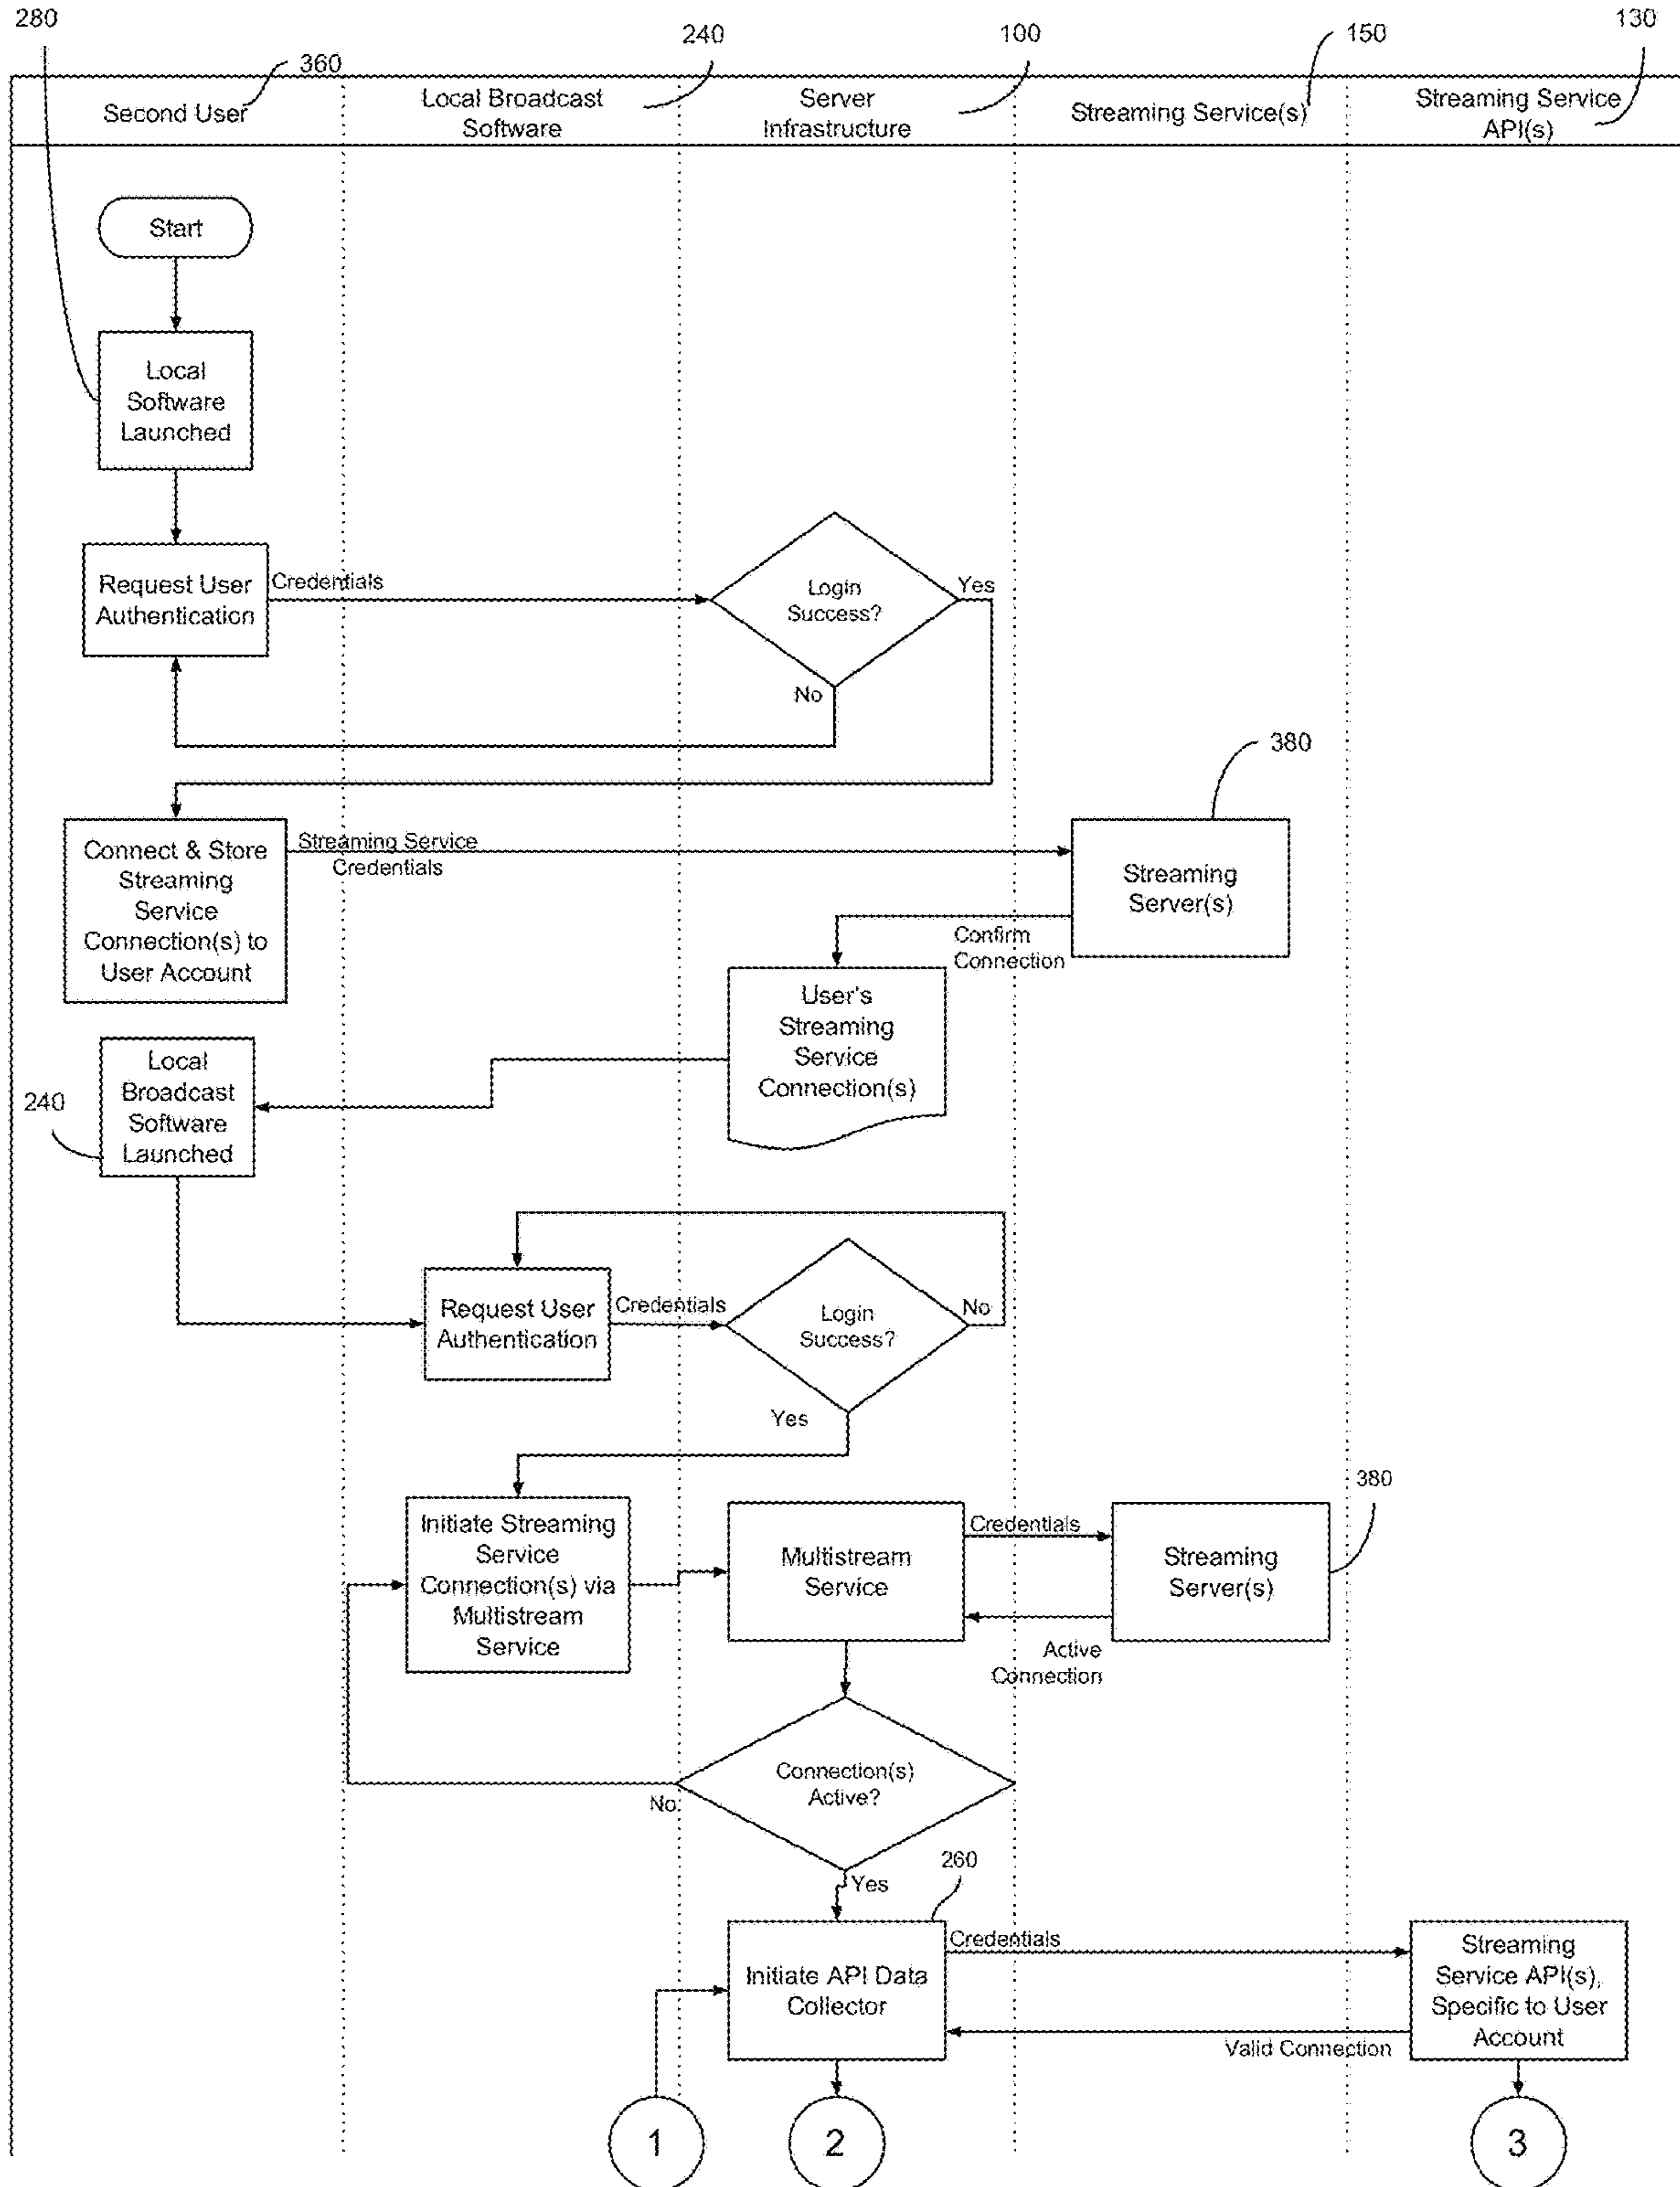 280
240
100
150
130
360
Second User
Local Broadcast
Software
Server
Infrastructure
Streaming Service(s)
Streaming Service
API(s)
Start
Local
Software
Launched
Request User
Authentication
Credentials
Login
Success?
Yes
No
380
Connect & Store
Streaming
Service
Connection(s) to
User Account
Streaming Service
Credentials
Streaming
Server(s)
Confirm
Connection
User's
Streaming
Service
Connection(s)
240
Local
Broadcast
Software
Launched
Request User
Authentication
Credentials
Login
Success?
No
Yes
380
Initiate Streaming
Service
Connection(s) via
Multistream
Service
Multistream
Service
Credentials
Streaming
Server(s)
Active
Connection
Connection(s)
Active?
No
Yes
260
Initiate API Data
Collector
Credentials
Streaming
Service API(s),
Specific to User
Account
Valid Connection
1
2
3